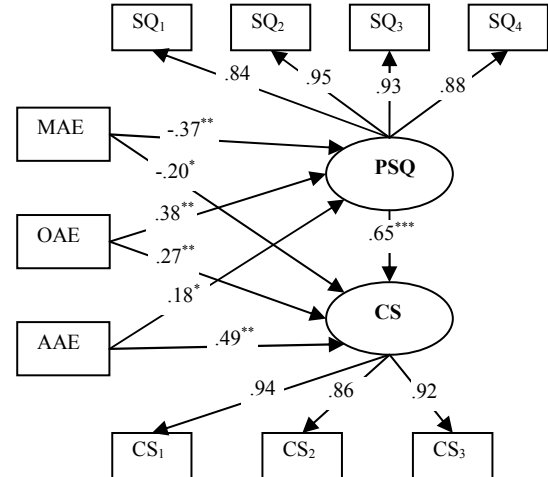 SQ₁ SQ₂ SQ₃ SQ₄
.84 .95 .93 .88
MAE
-.37**
PSQ
-.20*
.38**
OAE
.65***
.27**
.18*
CS
AAE
.49**
.94 .86 .92
CS₁ CS₂ CS₃